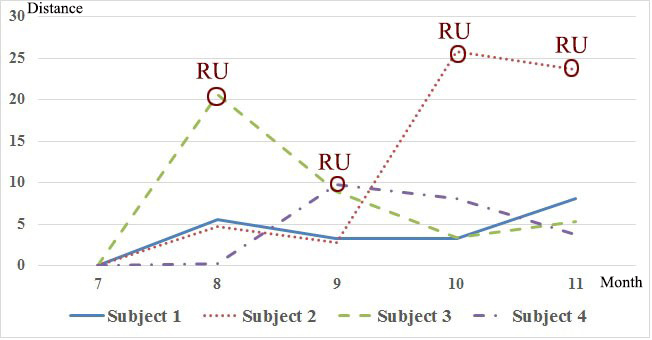 Distance
30
25
20
15
10
5
0
RU
RU
RU
RU
7 8 9 10 11 Month
Subject 1 Subject 2 Subject 3 Subject 4